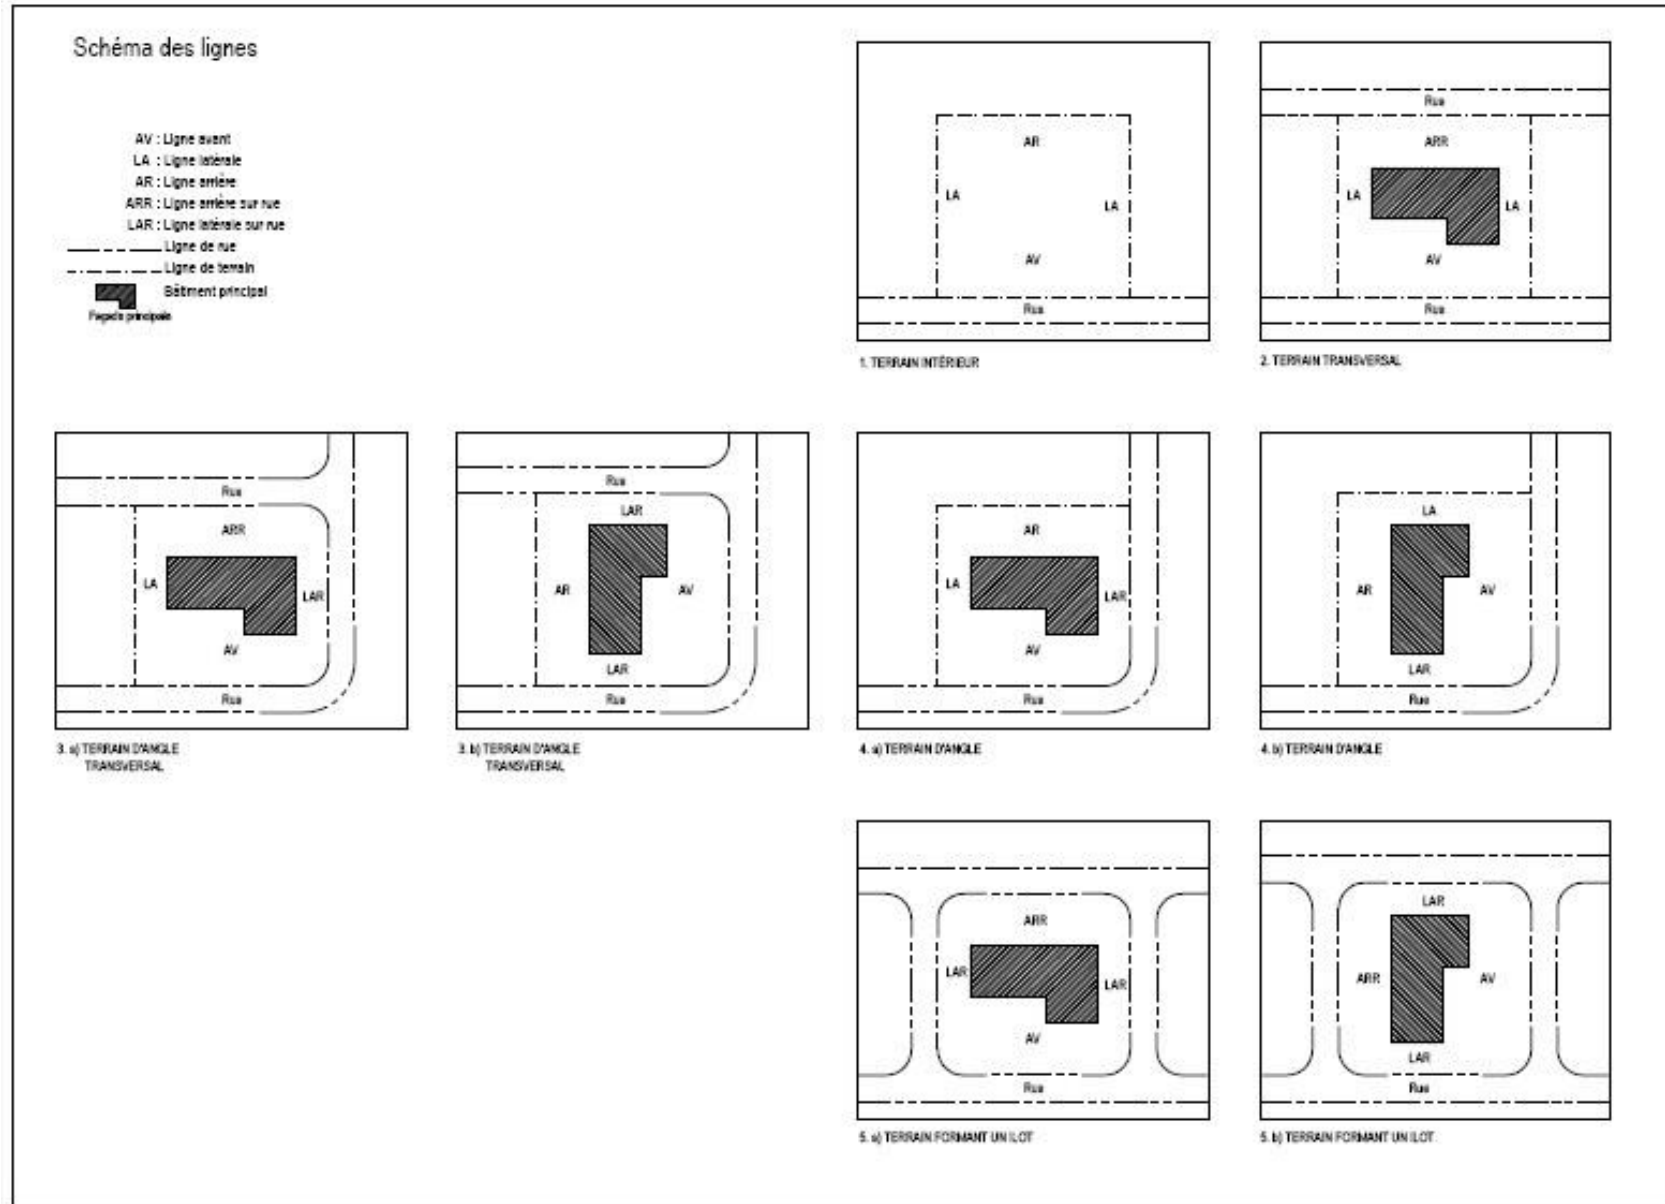 Schéma des lignes
AV : Ligne avant
LA : Ligne latérale
AR : Ligne arrière
ARR : Ligne arrière sur rue
LAR : Ligne latérale sur rue
Ligne de rue
Ligne de terrain
Bâtiment principal
Façade principale
AR
LA
LA
AV
Rue
1. TERRAIN INTÉRIEUR
Rue
ARR
LA
LA
AV
Rue
2. TERRAIN TRANSVERSAL
Rue
ARR
LA
LAR
AV
Rue
3. a) TERRAIN D'ANGLE
TRANSVERSAL
Rue
LAR
AR
AV
LAR
Rue
3. b) TERRAIN D'ANGLE
TRANSVERSAL
AR
LA
LAR
AV
Rue
4. a) TERRAIN D'ANGLE
LA
AR
AV
LAR
Rue
4. b) TERRAIN D'ANGLE
ARR
LAR
LAR
AV
Rue
5. a) TERRAIN FORMANT UN ILOT
LAR
ARR
AV
LAR
Rue
5. b) TERRAIN FORMANT UN ILOT